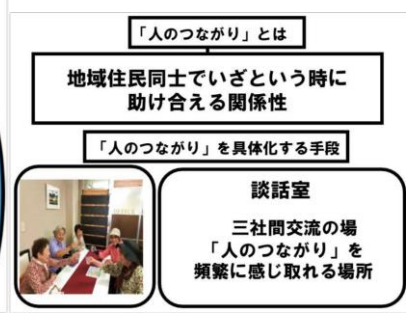 「人のつながり」とは
地域住民同士でいざという時に
助け合える関係性
「人のつながり」を具体化する手段
談話室
三社間交流の場
「人のつながり」を
頻繁に感じ取れる場所